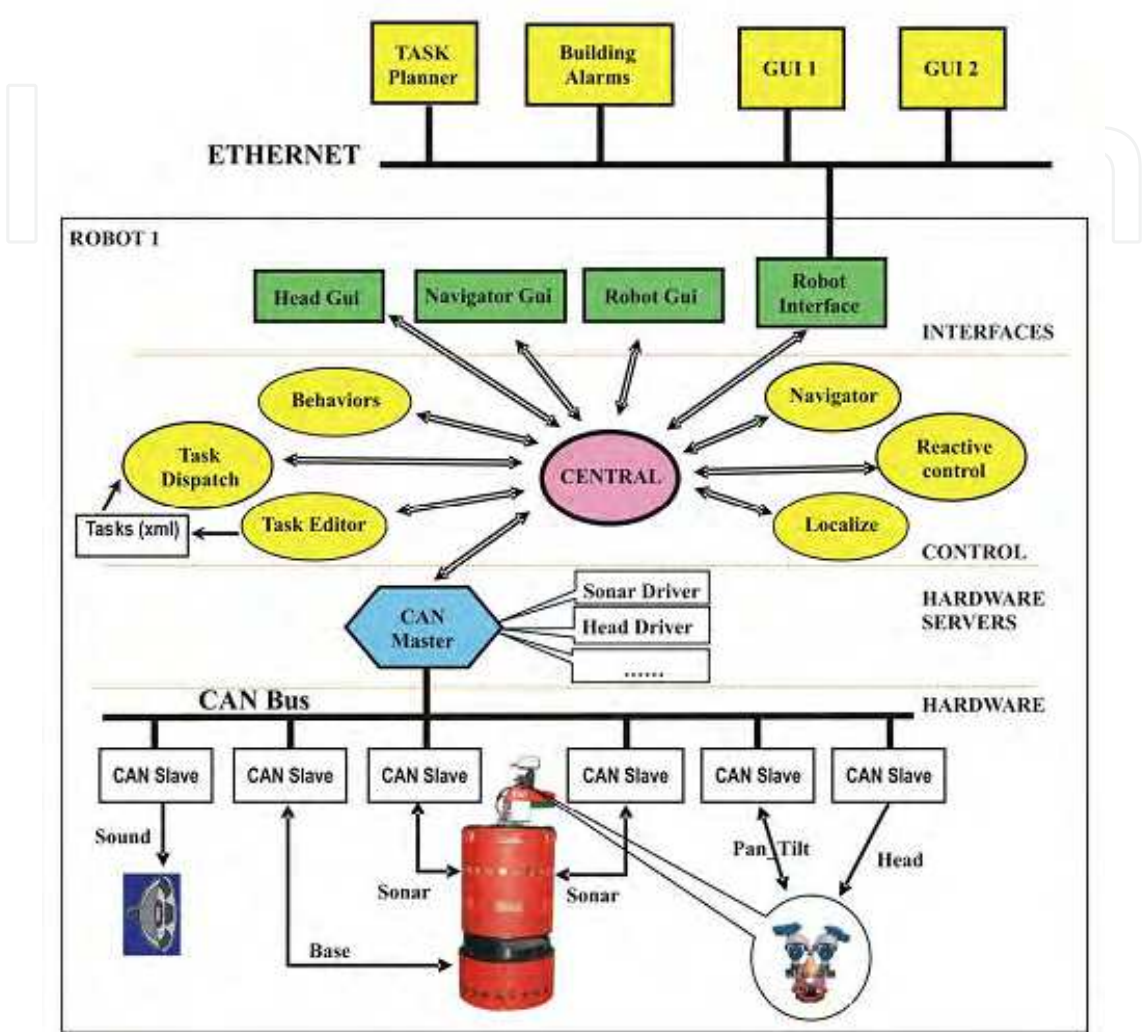 TASK
Planner
Building
Alarms
GUI 1
GUI 2
ETHERNET
ROBOT 1
Head Gui
Navigator Gui
Robot Gui
Robot
Interface
INTERFACES
Behaviors
Navigator
Task
Dispatch
CENTRAL
Reactive
control
Tasks (xml)
Task Editor
Localize
CONTROL
CAN
Master
Sonar Driver
Head Driver
......
HARDWARE
SERVERS
CAN Bus
HARDWARE
CAN Slave
CAN Slave
CAN Slave
CAN Slave
CAN Slave
CAN Slave
Sound
Sonar
Sonar
Pan_Tilt
Head
Base